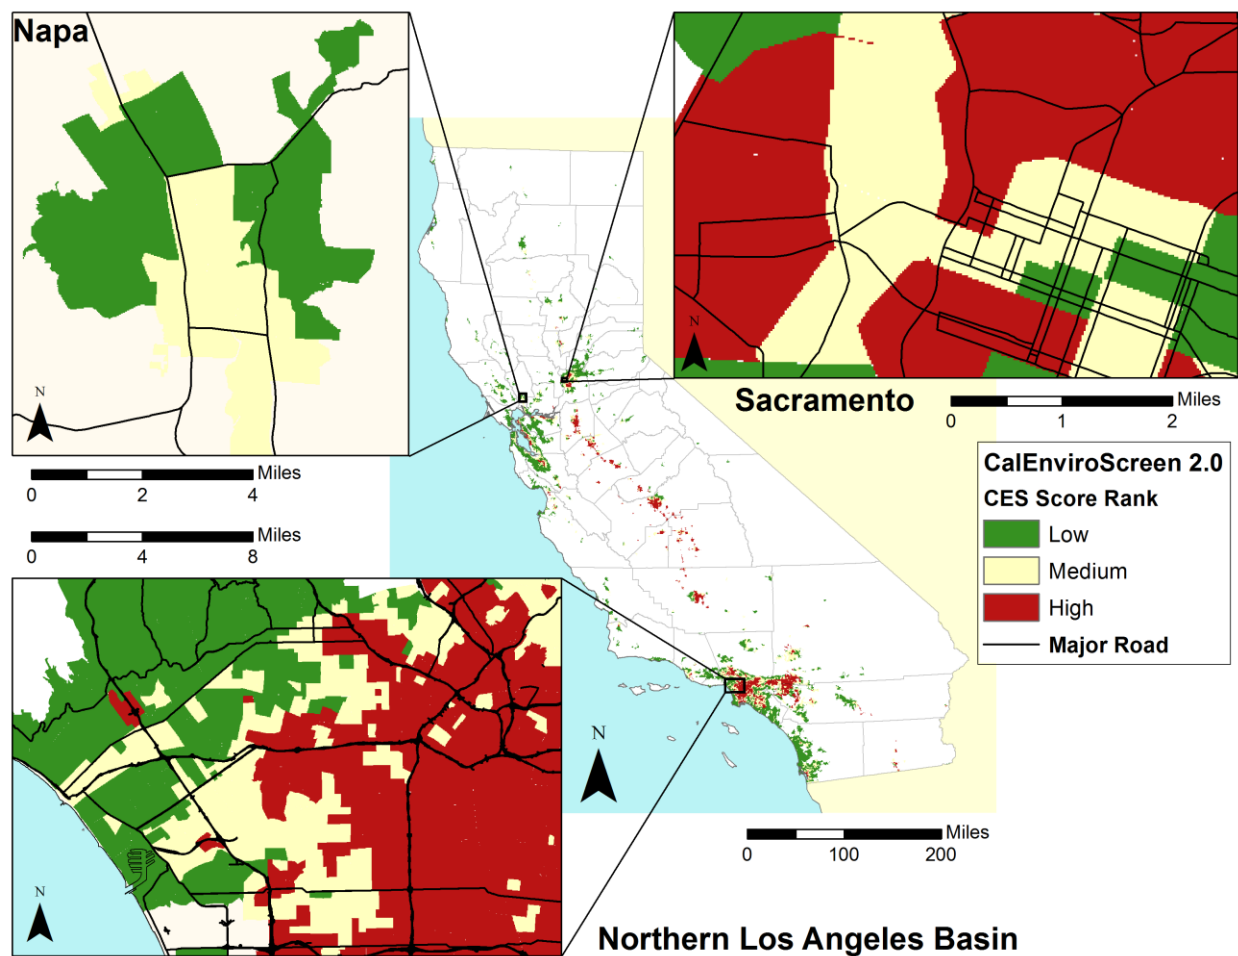 Napa
N
Miles
0 2 4
Miles
0 4 8
N
Sacramento
Miles
0 1 2
CalEnviroScreen 2.0
CES Score Rank
Low
Medium
High
Major Road
N
N
Miles
0 100 200
Northern Los Angeles Basin